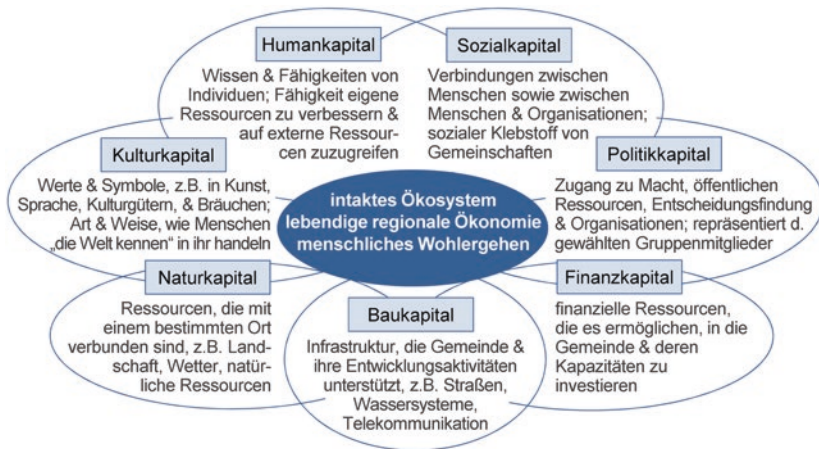 Humankapital
Wissen & Fähigkeiten von
Individuen; Fähigkeit eigene
Ressourcen zu verbessern &
auf externe Ressour-
cen zuzugreifen
Sozialkapital
Verbindungen zwischen
Menschen sowie zwischen
Menschen & Organisationen;
sozialer Klebstoff von
Gemeinschaften
Kulturkapital
Werte & Symbole, z.B. in Kunst,
Sprache, Kulturgütern, & Bräuchen;
Art & Weise, wie Menschen
„die Welt kennen“ in ihr handeln
intaktes Ökosystem
lebendige regionale Ökonomie
menschliches Wohlergehen
Politikkapital
Zugang zu Macht, öffentlichen
Ressourcen, Entscheidungsfindung
& Organisationen; repräsentiert d.
gewählten Gruppenmitglieder
Naturkapital
Ressourcen, die mit
einem bestimmten Ort
verbunden sind, z.B. Land-
schaft, Wetter, natür-
liche Ressourcen
Baukapital
Infrastruktur, die Gemeinde &
ihre Entwicklungsaktivitäten
unterstützt, z.B. Straßen,
Wassersysteme,
Telekommunikation
Finanzkapital
finanzielle Ressourcen,
die es ermöglichen, in die
Gemeinde & deren
Kapazitäten zu
investieren